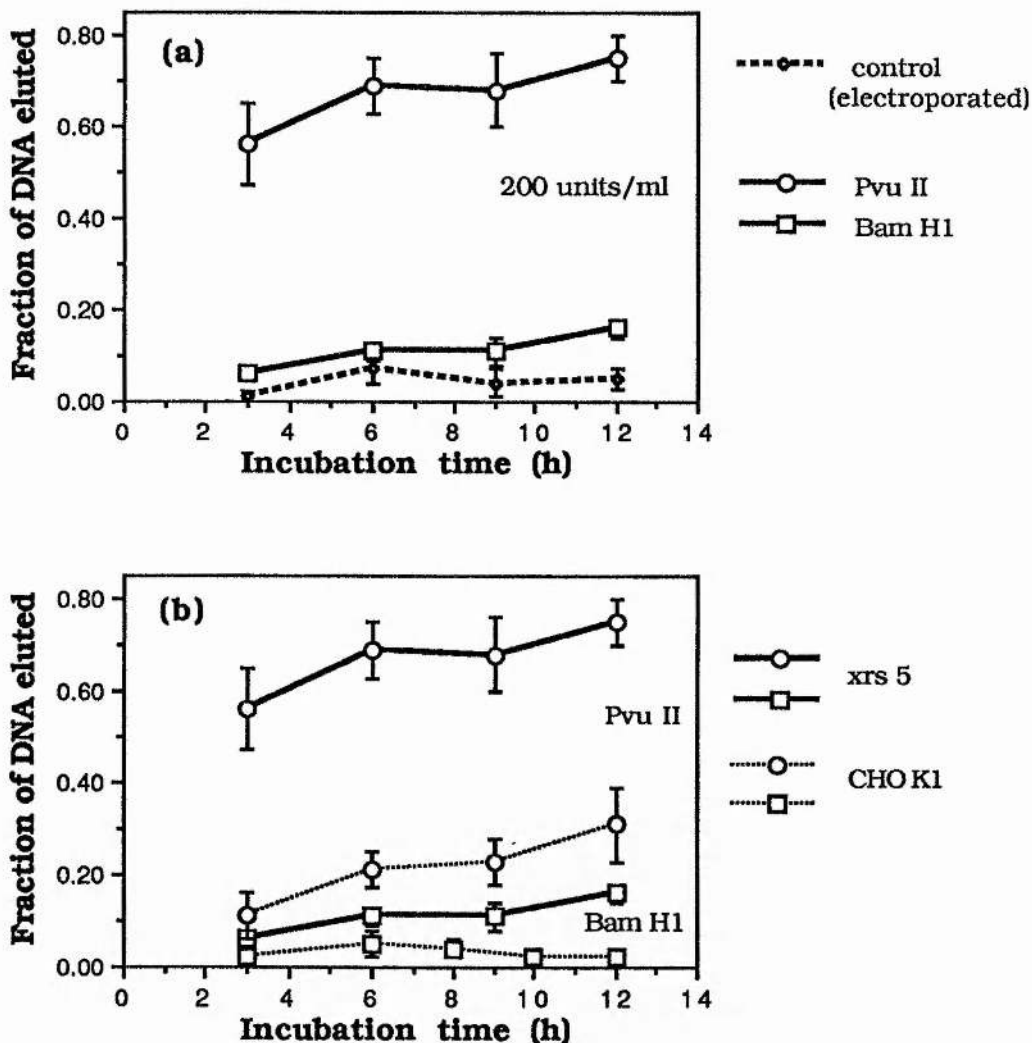 (a)
Fraction of DNA eluted
0.80
0.60
0.40
0.20
0.00
200 units/ml
0 2 4 6 8 10 12 14
Incubation time (h)
control
(electroporated)
Pvu II
Bam H1
(b)
Fraction of DNA eluted
0.80
0.60
0.40
0.20
0.00
Pvu II
Bam H1
0 2 4 6 8 10 12 14
Incubation time (h)
xrs 5
CHO K1